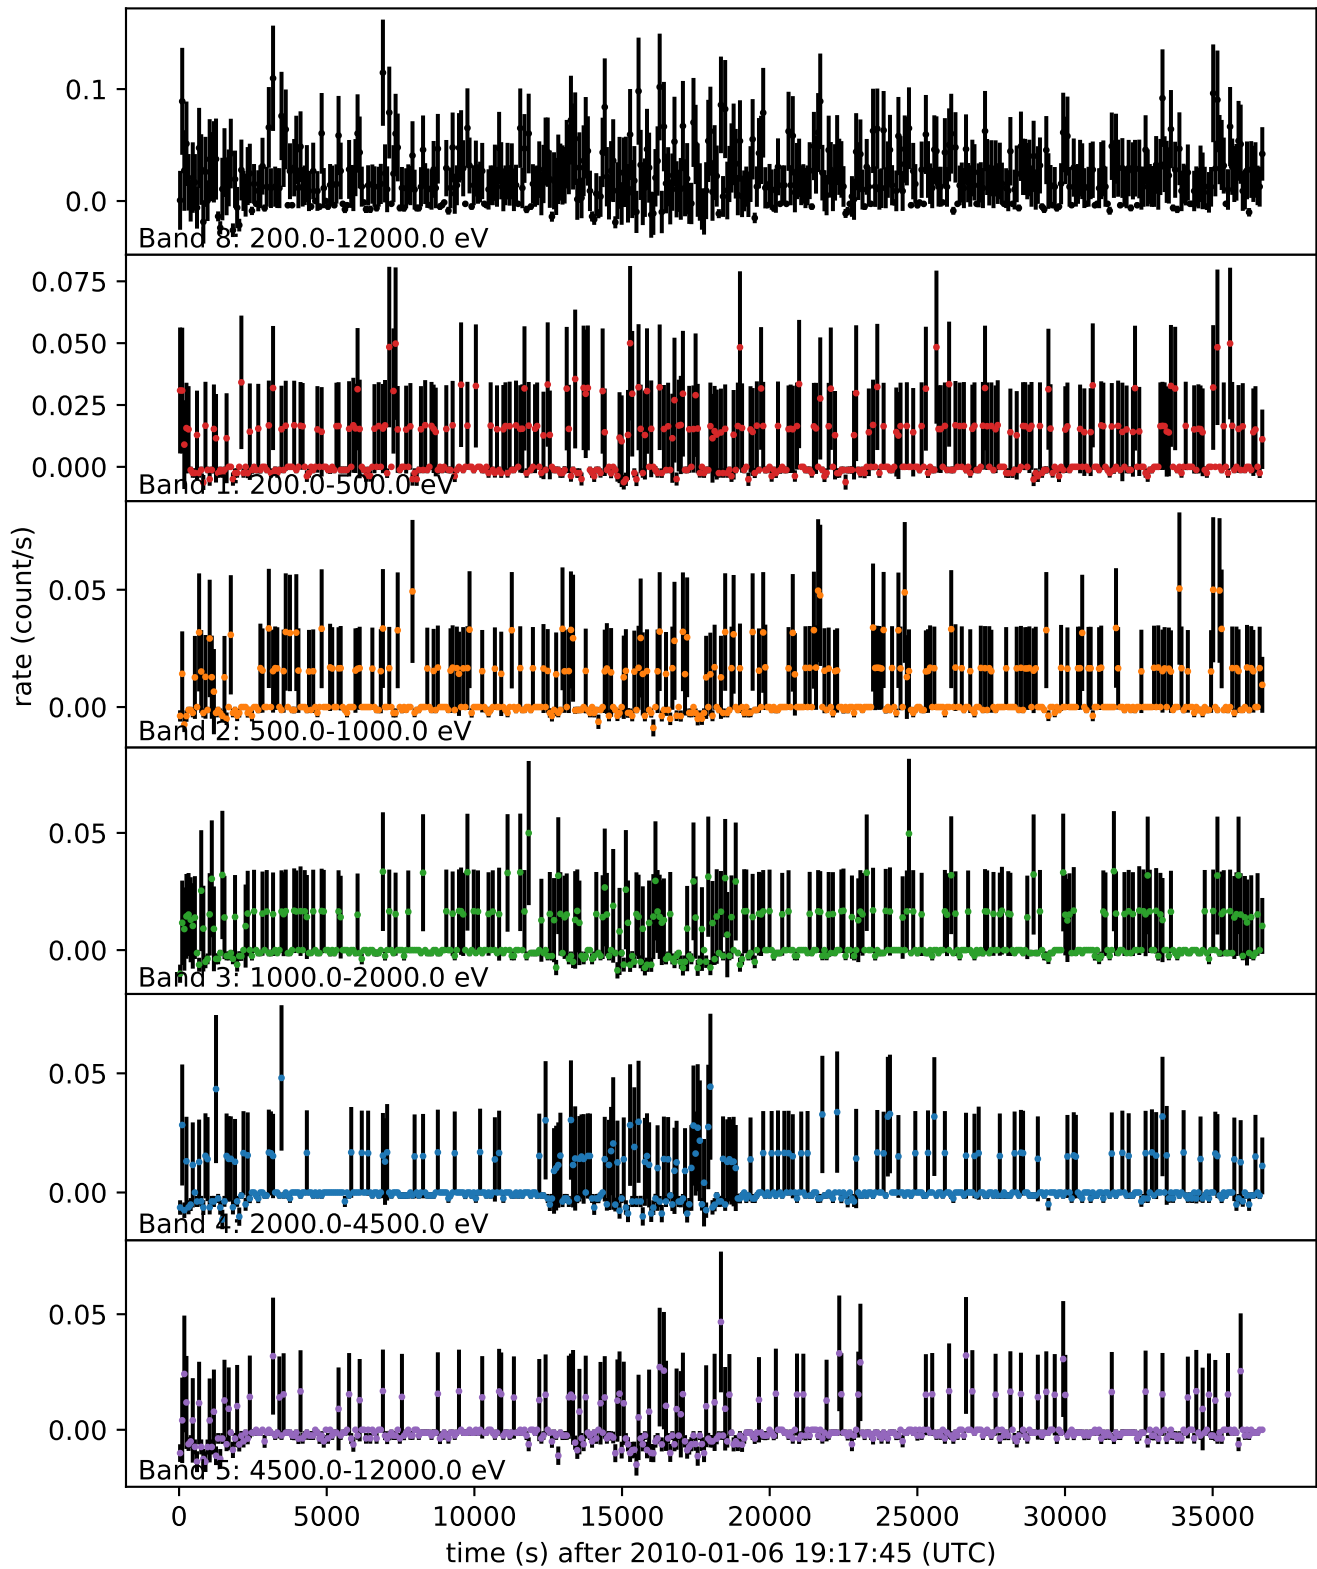 0.1
0.0
Band 8: 200.0-12000.0 eV
0.075
0.050
0.025
0.000
Band 1: 200.0-500.0 eV
rate (count/s)
0.05
0.00
Band 2: 500.0-1000.0 eV
0.05
0.00
Band 3: 1000.0-2000.0 eV
0.05
0.00
Band 4: 2000.0-4500.0 eV
0.05
0.00
Band 5: 4500.0-12000.0 eV
0 5000 10000 15000 20000 25000 30000 35000
time (s) after 2010-01-06 19:17:45 (UTC)